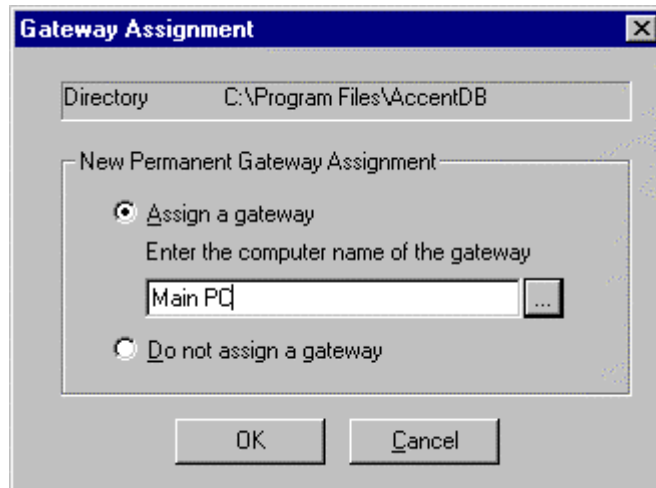 Gateway Assignment
Directory C:\Program Files\AccentDB
New Permanent Gateway Assignment
Assign a gateway
Enter the computer name of the gateway
Main PC
...
Do not assign a gateway
OK Cancel